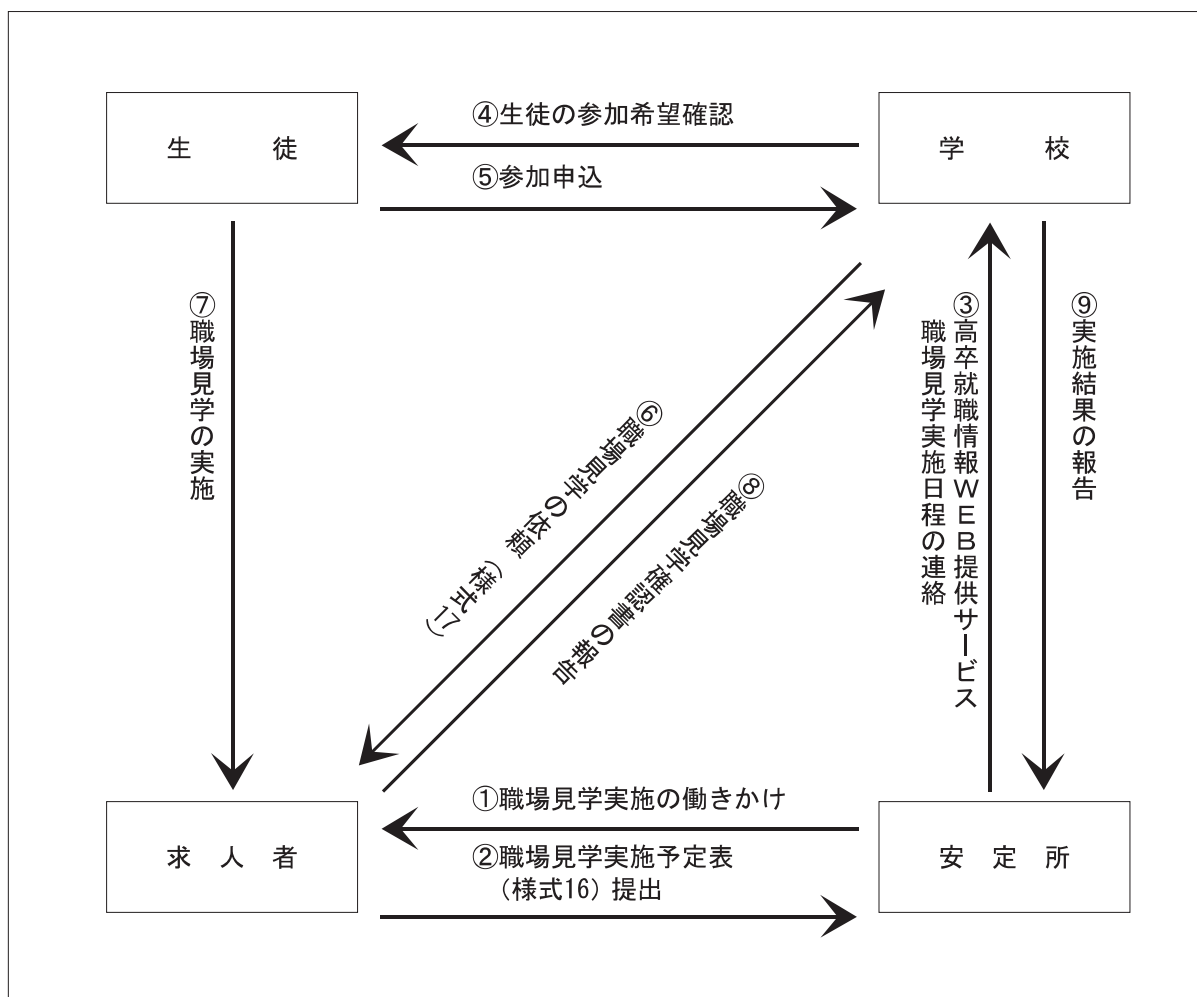 ④生徒の参加希望確認
生　　徒
学　　校
⑤参加申込
⑦職場見学の実施
③高卒就職情報ＷＥＢ提供サービス
職場見学実施日程の連絡
⑨実施結果の報告
⑥職場見学の依頼（様式17）
⑧職場見学確認書の報告
①職場見学実施の働きかけ
求　人　者
安　定　所
②職場見学実施予定表
（様式16）提出